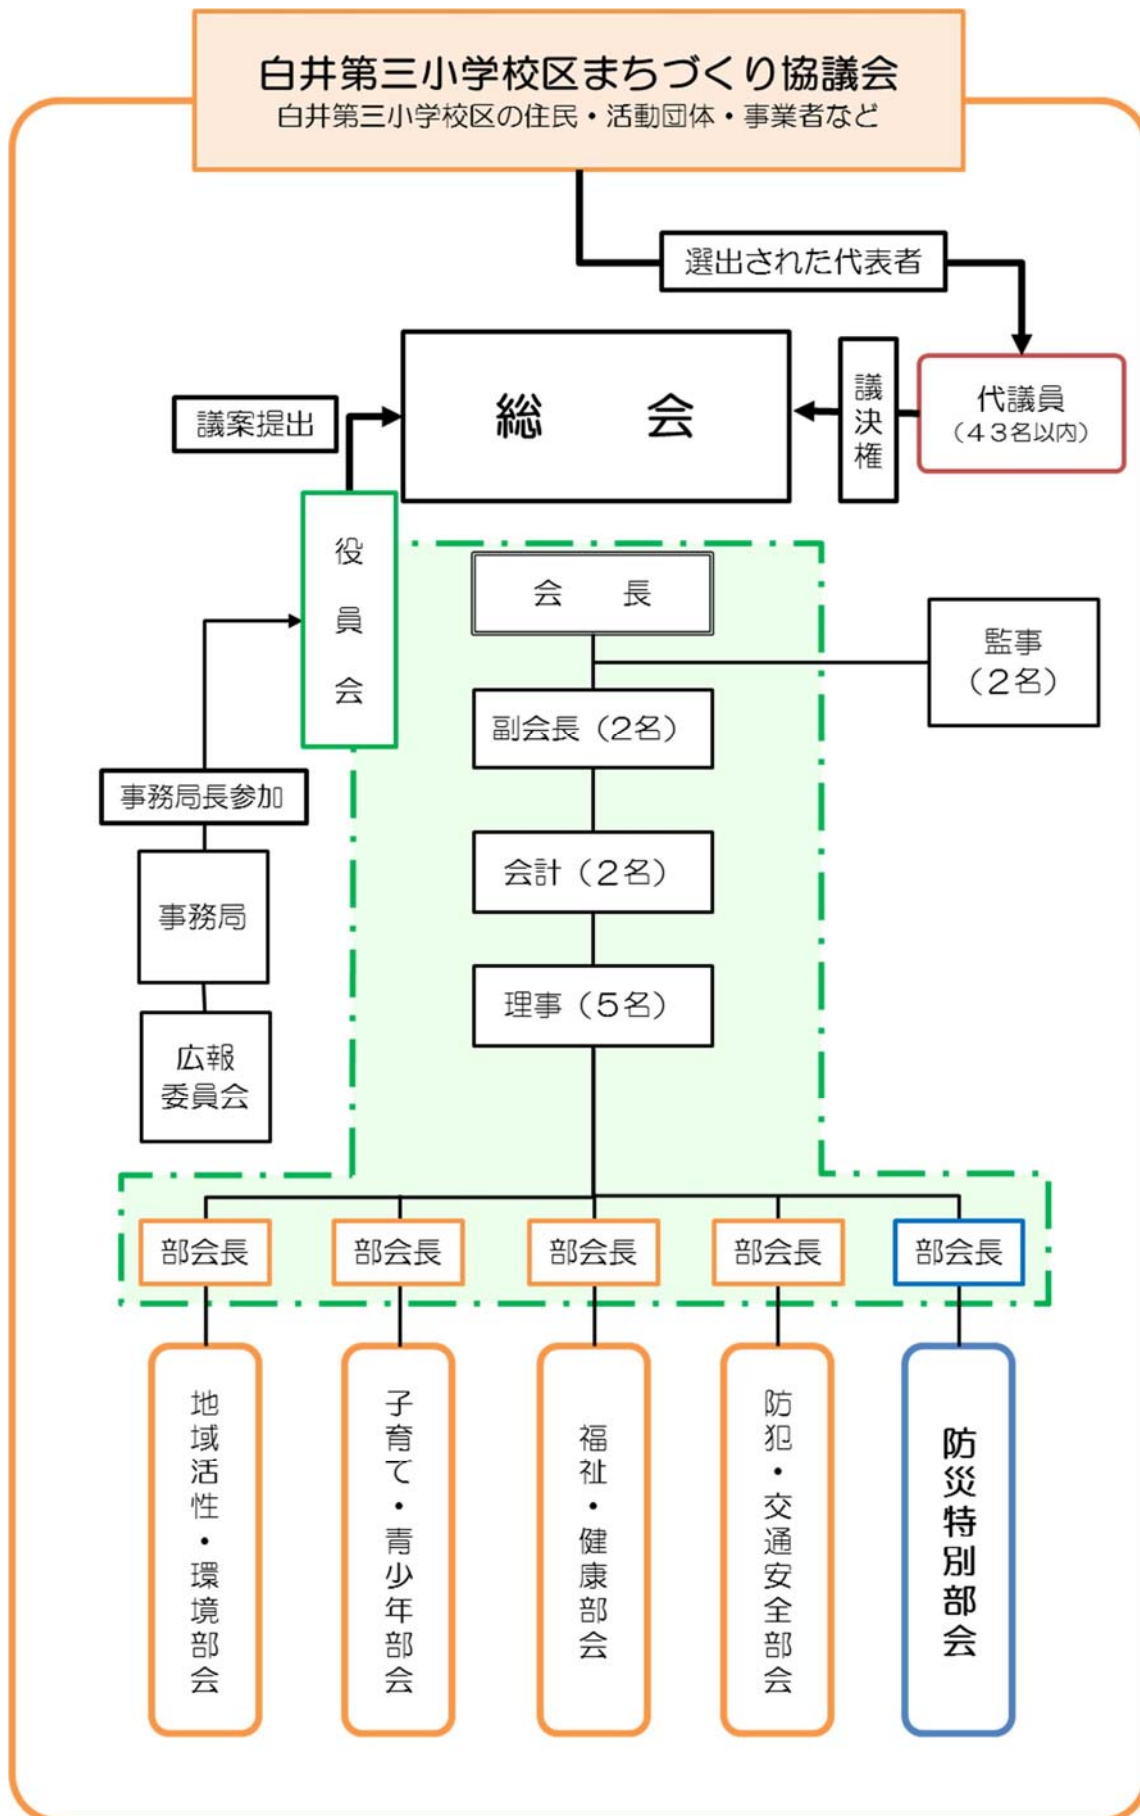 白井第三小学校区まちづくり協議会
白井第三小学校区の住民・活動団体・事業者など
選出された代表者
総　会
議決権
代議員
（４３名以内）
議案提出
役員会
会　長
監事
（２名）
副会長（２名）
事務局長参加
会計（２名）
事務局
理事（５名）
広報
委員会
部会長
部会長
部会長
部会長
部会長
地域活性・環境部会
子育て・青少年部会
福祉・健康部会
防犯・交通安全部会
防災特別部会